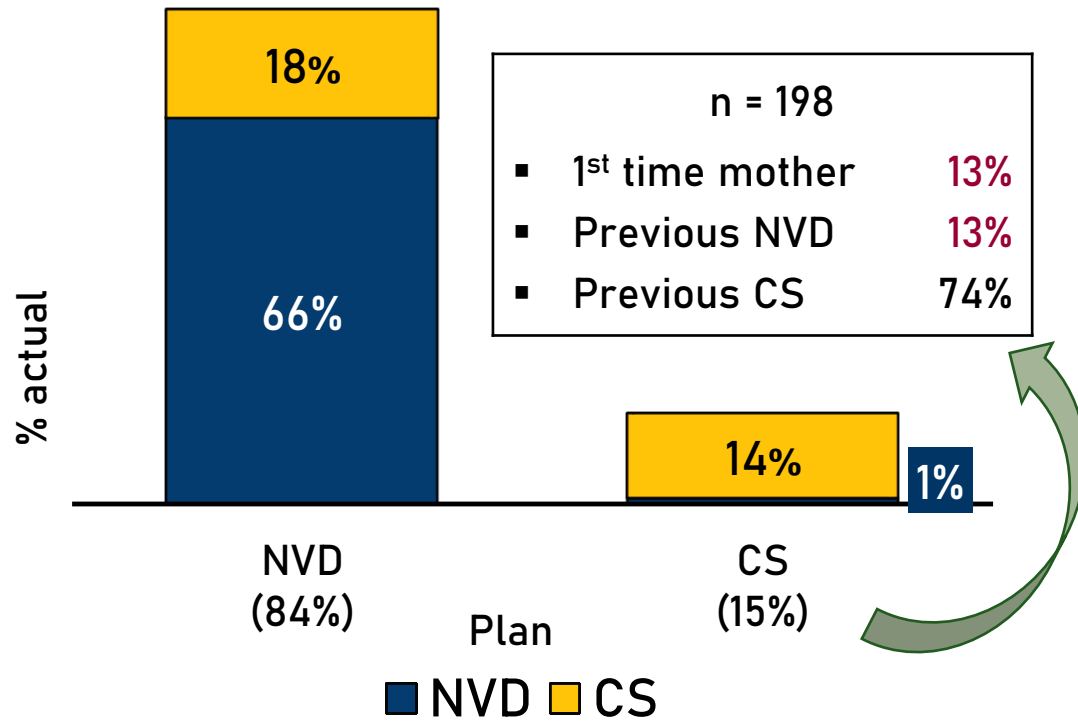 18%
n = 198
▪ 1st time mother 13%
▪ Previous NVD 13%
▪ Previous CS 74%
66%
% actual
14%
1%
NVD
(84%)
CS
(15%)
Plan
NVD CS